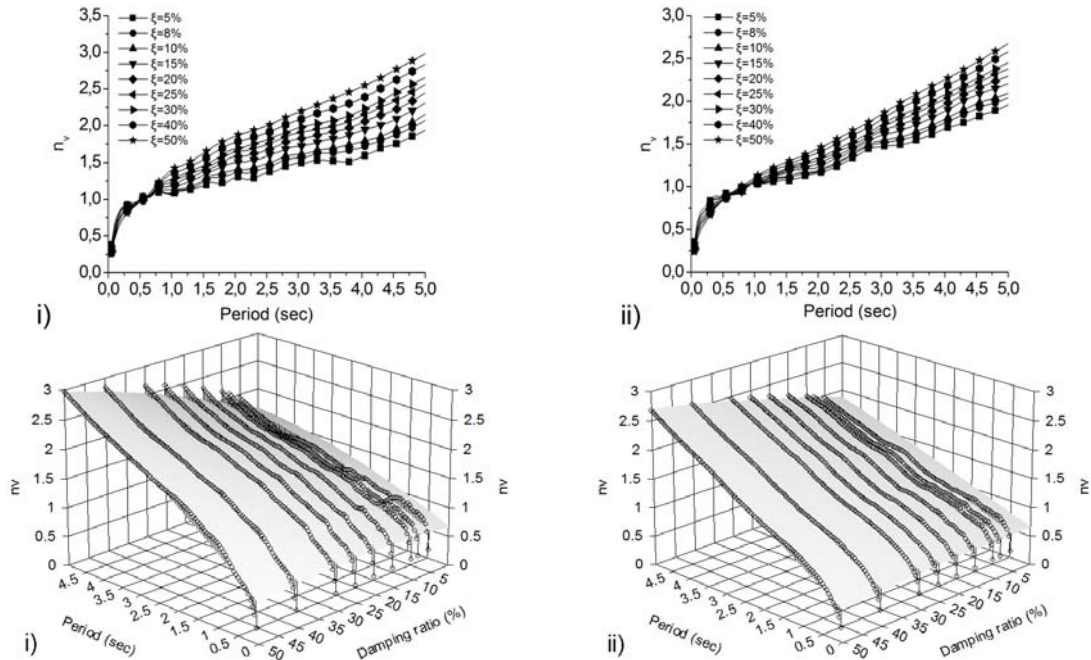 3,5
3,0
2,5
2,0
1,5
1,0
0,5
0,0
n_v
ξ=5%
ξ=8%
ξ=10%
ξ=15%
ξ=20%
ξ=25%
ξ=30%
ξ=40%
ξ=50%
0,0 0,5 1,0 1,5 2,0 2,5 3,0 3,5 4,0 4,5 5,0
Period (sec)
i)
3,0
2,5
2,0
1,5
1,0
0,5
0,0
n_v
ξ=5%
ξ=8%
ξ=10%
ξ=15%
ξ=20%
ξ=25%
ξ=30%
ξ=40%
ξ=50%
0,0 0,5 1,0 1,5 2,0 2,5 3,0 3,5 4,0 4,5 5,0
Period (sec)
ii)
3
2.5
2
1.5
1
0.5
0
nv
3
2.5
2
1.5
1
0.5
0
nv
4.5 4 3.5 3 2.5 2 1.5 1 0.5 0
Period (sec)
50 45 40 35 30 25 20 15 10 5
Damping ratio (%)
i)
3
2.5
2
1.5
1
0.5
0
nv
3
2.5
2
1.5
1
0.5
0
nv
4.5 4 3.5 3 2.5 2 1.5 1 0.5 0
Period (sec)
50 45 40 35 30 25 20 15 10 5
Damping ratio (%)
ii)